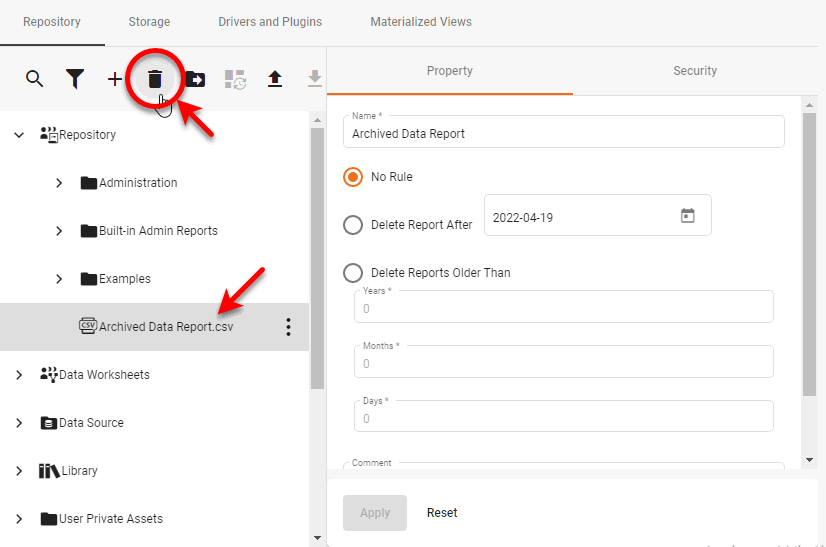 Repository Storage Drivers and Plugins Materialized Views
Property Security
Repository
Administration
Built-in Admin Reports
Examples
CSV Archived Data Report.csv
Data Worksheets
Data Source
Library
User Private Assets
Name *
Archived Data Report
No Rule
Delete Report After 2022-04-19
Delete Reports Older Than
Years *
0
Months *
0
Days *
0
Comment
Apply Reset